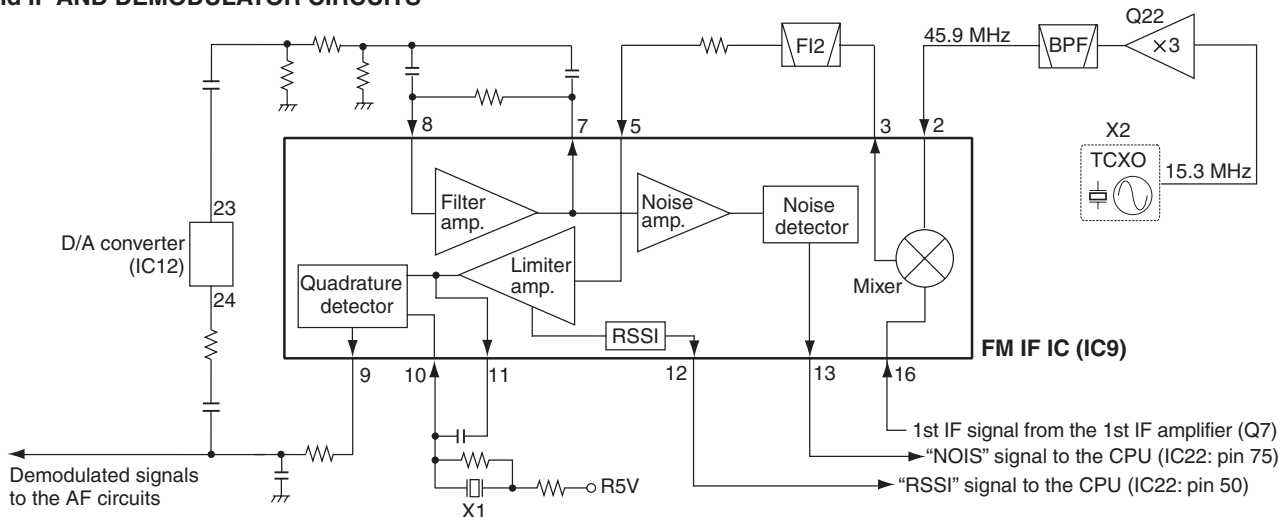 nd IF AND DEMODULATOR CIRCUITS
Q22
×3
BPF
45.9 MHz
FI2
X2
TCXO
15.3 MHz
8
7
5
3
2
Filter
amp.
Noise
amp.
Noise
detector
Mixer
23
D/A converter
(IC12)
24
Quadrature
detector
Limiter
amp.
RSSI
FM IF IC (IC9)
9
10
11
12
13
16
1st IF signal from the 1st IF amplifier (Q7)
"NOIS" signal to the CPU (IC22: pin 75)
"RSSI" signal to the CPU (IC22: pin 50)
Demodulated signals
to the AF circuits
R5V
X1